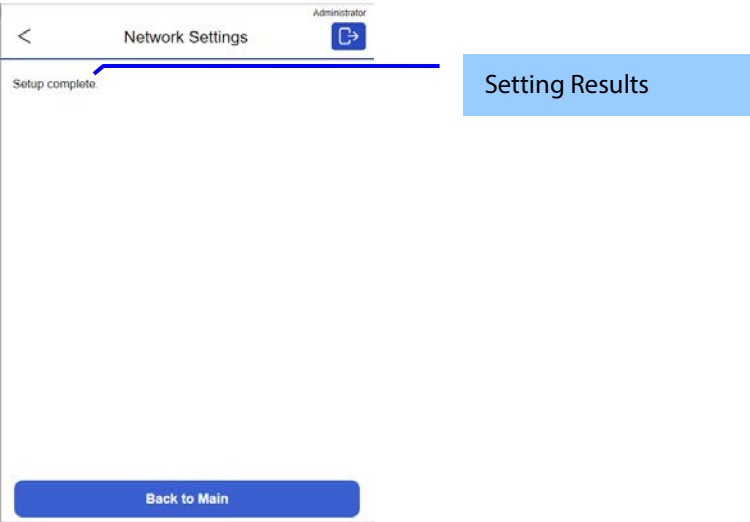 Administrator
Network Settings
Setup complete.
Setting Results
Back to Main